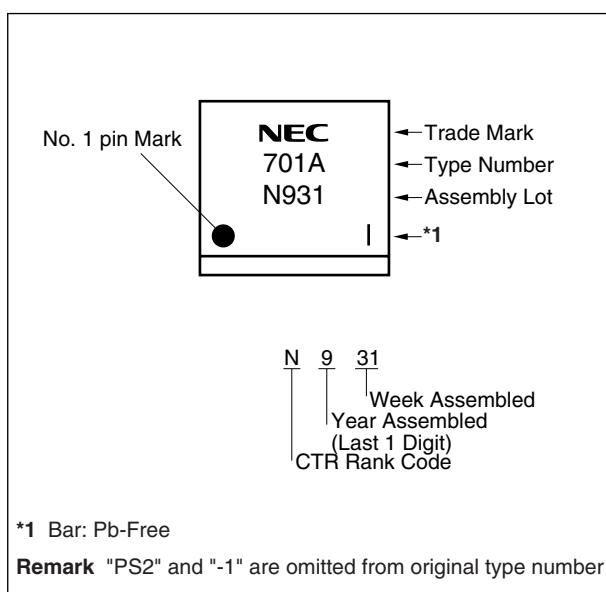 No. 1 pin Mark
NEC
701A
N931
Trade Mark
Type Number
Assembly Lot
*1
N 9 31
Week Assembled
Year Assembled
(Last 1 Digit)
CTR Rank Code
*1 Bar: Pb-Free
Remark "PS2" and "-1" are omitted from original type number